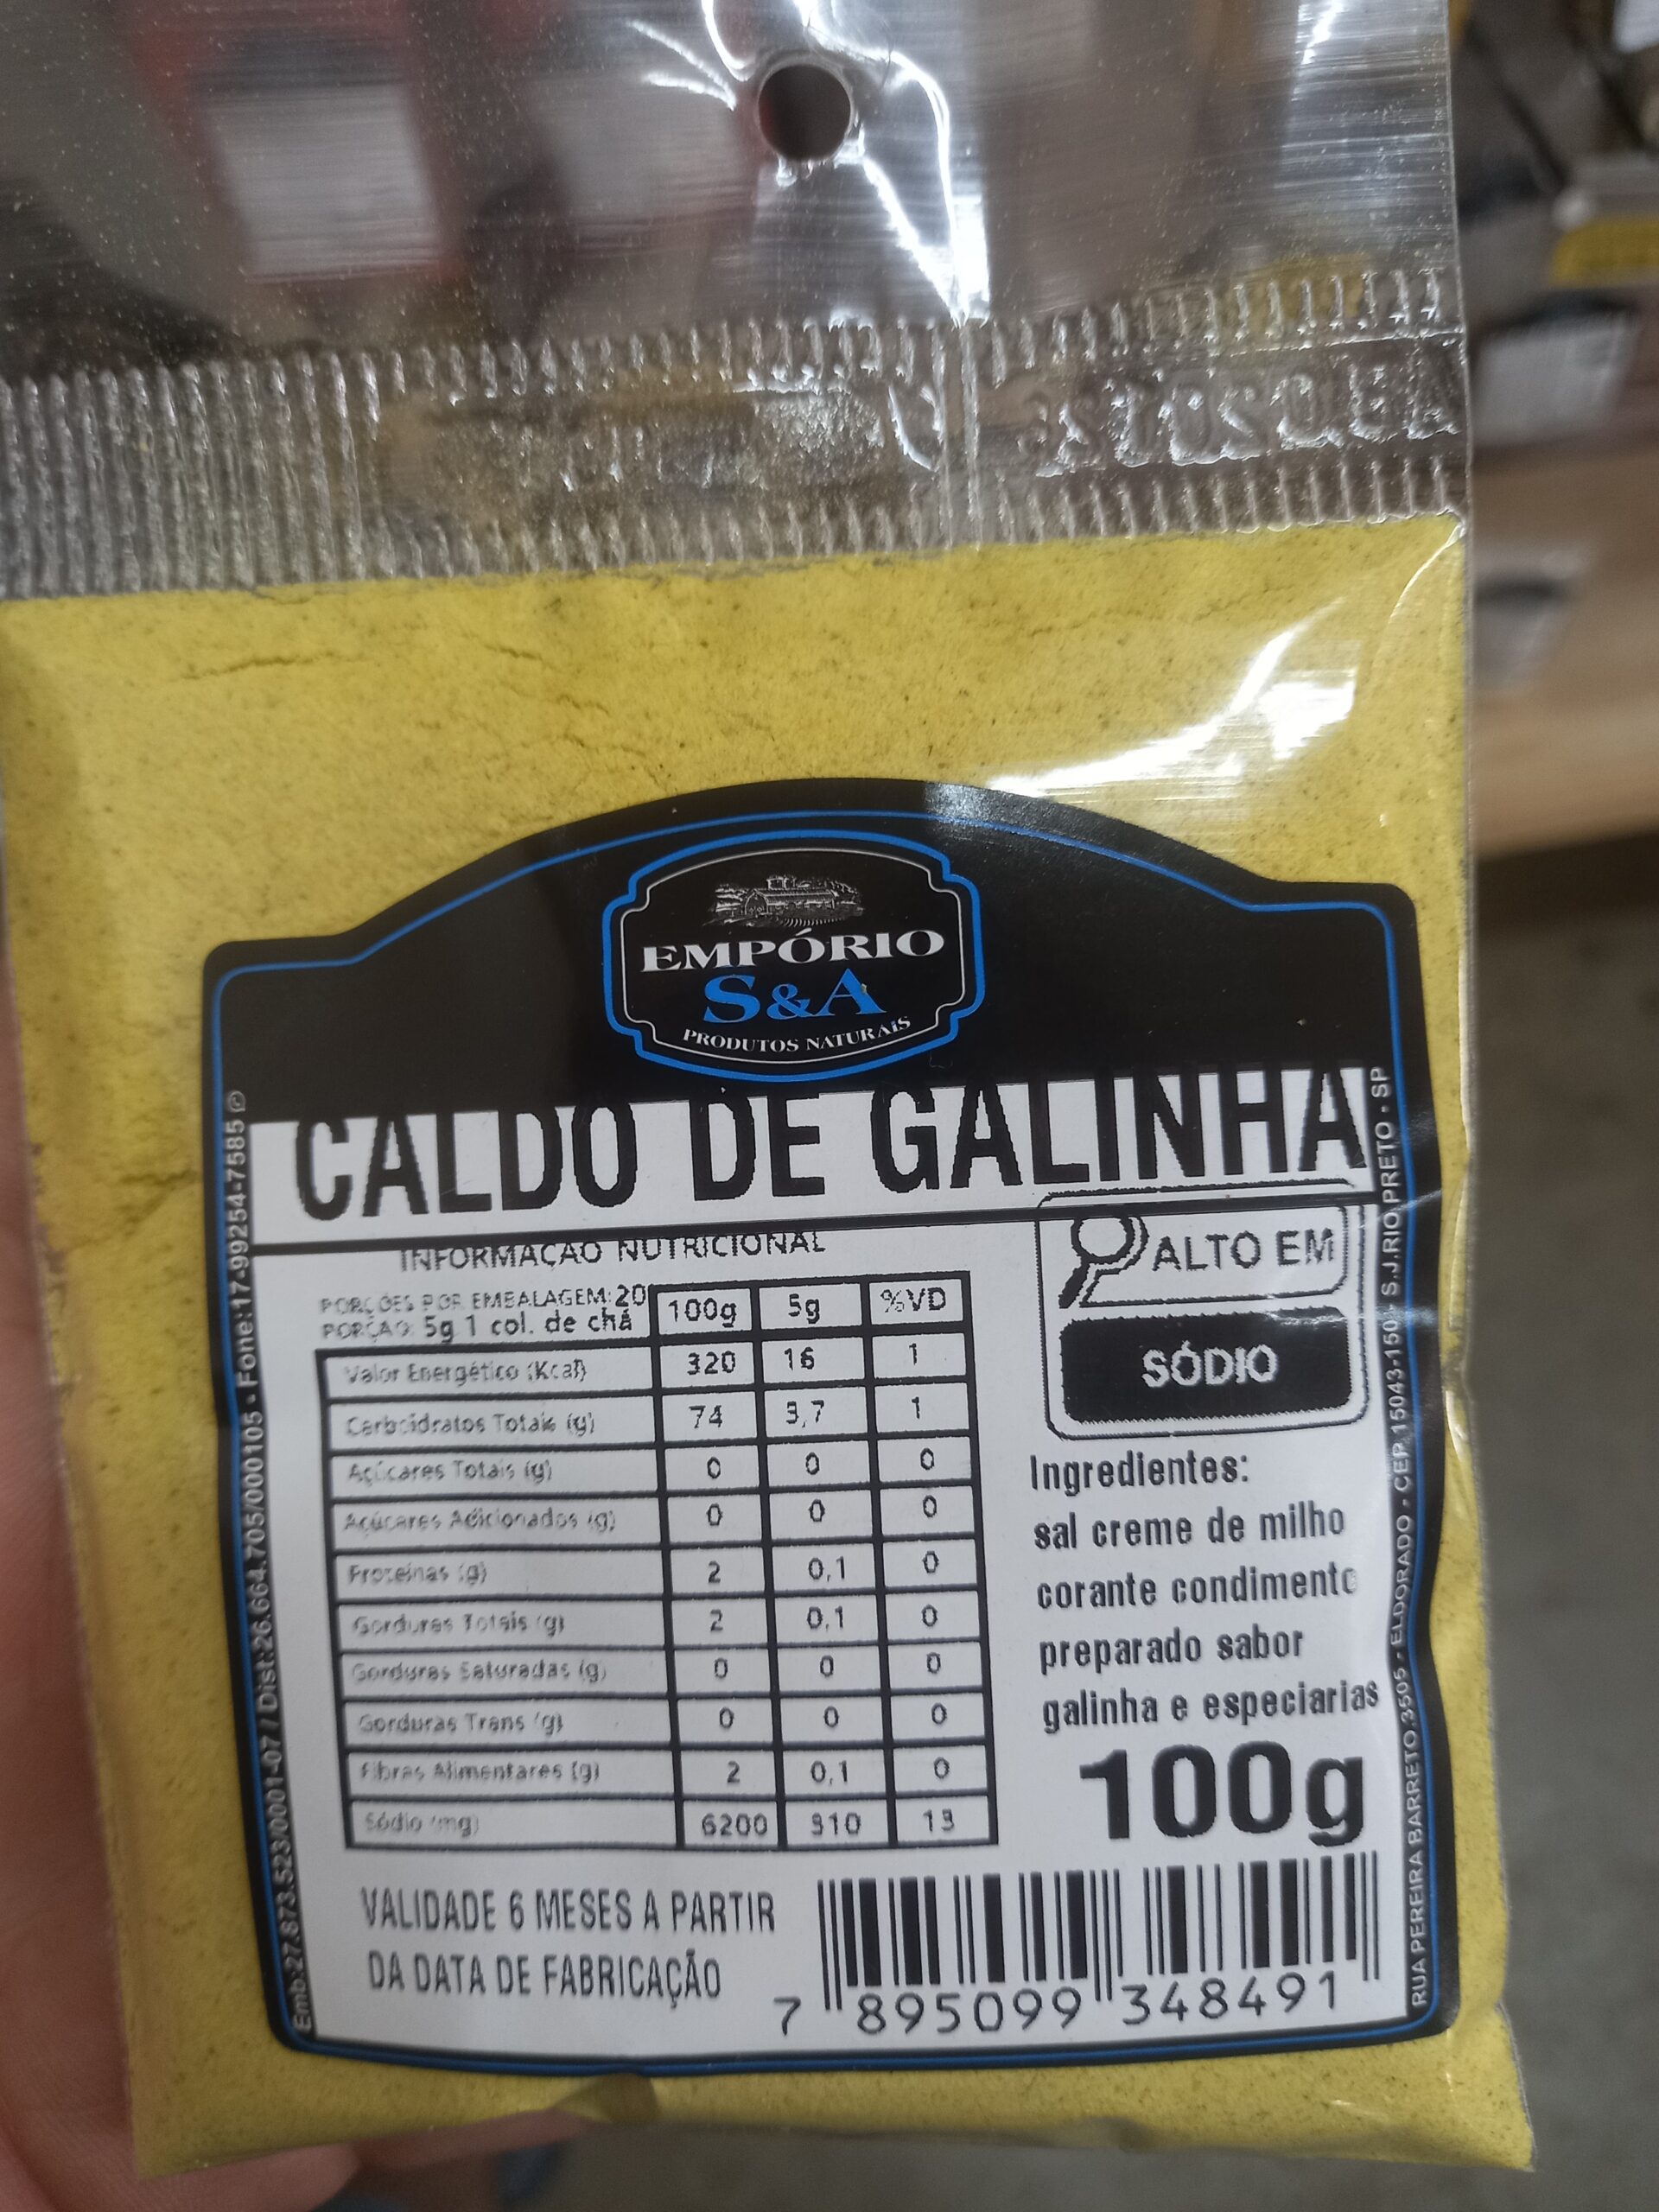 EMPÓRIO
S&A
PRODUTOS NATURAIS
CALDO DE GALINHA
INFORMAÇÃO NUTRICIONAL
PORÇÕES POR EMBALAGEM: 20
PORÇÃO: 5g 1 col. de chá
100g 5g %VD
Valor Energético (Kcal) 320 16 1
Carboidratos Totais (g) 74 3,7 1
Açúcares Totais (g) 0 0 0
Açúcares Adicionados (g) 0 0 0
Proteínas (g) 2 0,1 0
Gorduras Totais (g) 2 0,1 0
Gorduras Saturadas (g) 0 0 0
Gorduras Trans (g) 0 0 0
Fibras Alimentares (g) 2 0,1 0
Sódio (mg) 6200 310 13
ALTO EM
SÓDIO
Ingredientes:
sal creme de milho
corante condimento
preparado sabor
galinha e especiarias
100g
VALIDADE 6 MESES A PARTIR
DA DATA DE FABRICAÇÃO
7 895099 348491
Emb:27.873.523/0001-07 / Dist:26.664.705/000105 - Fone:17-99254-7585 ©
RUA PEREIRA BARRETO,3505 - ELDORADO - CEP. 15043-150 - S.J.RIO PRETO - SP